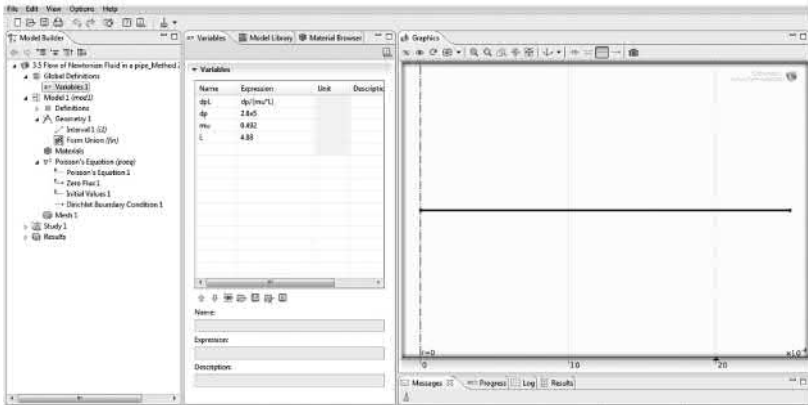 File Edit View Options Help
Model Builder
3.5 Flow of Newtonian Fluid in a pipe_Method 2
Global Definitions
Variables 1
Model 1 (mod1)
Definitions
Geometry 1
Interval 1 (i1)
Form Union (fin)
Materials
Poisson's Equation (poeq)
Poisson's Equation 1
Zero Flux 1
Initial Values 1
Dirichlet Boundary Condition 1
Mesh 1
Study 1
Results
Variables Model Library Material Browser
Variables
Name Expression Unit Descriptic
dpL dp/(mu*L)
dp 2.8e5
mu 0.492
L 4.88
Name:
Expression:
Description:
Graphics
r=0
0 10 20
Messages Progress Log Results